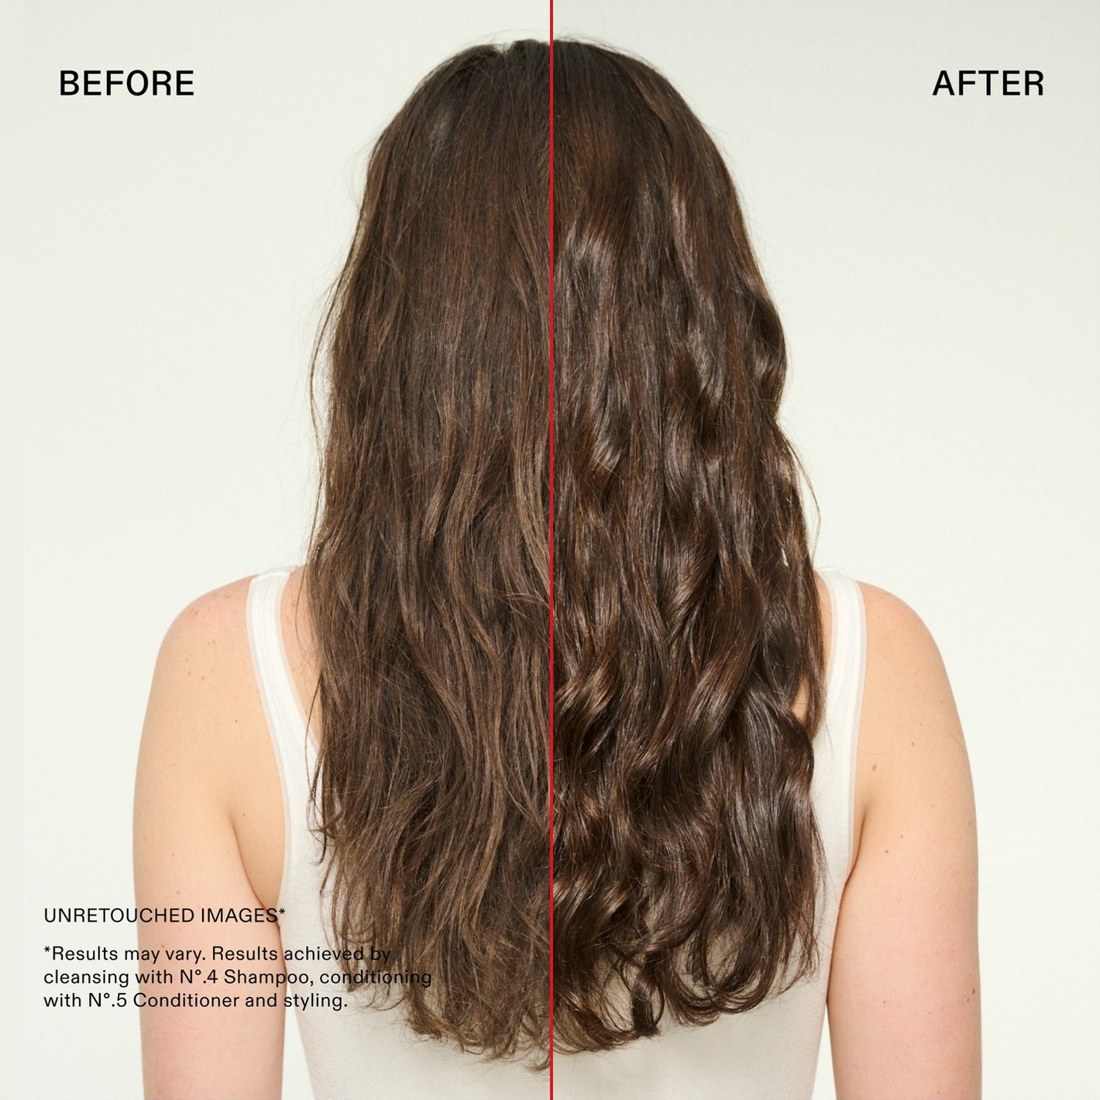 BEFORE
AFTER
UNRETOUCHED IMAGES*
*Results may vary. Results achieved by
cleansing with N°.4 Shampoo, conditioning
with N°.5 Conditioner and styling.